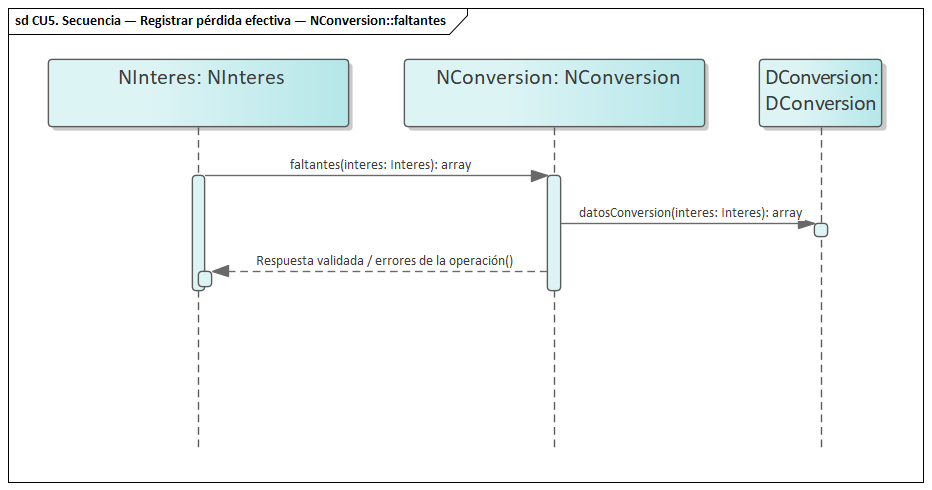 sd CU5. Secuencia — Registrar pérdida efectiva — NConversion::faltantes
NInteres: NInteres
NConversion: NConversion
DConversion:
DConversion
faltantes(interes: Interes): array
datosConversion(interes: Interes): array
Respuesta validada / errores de la operación()